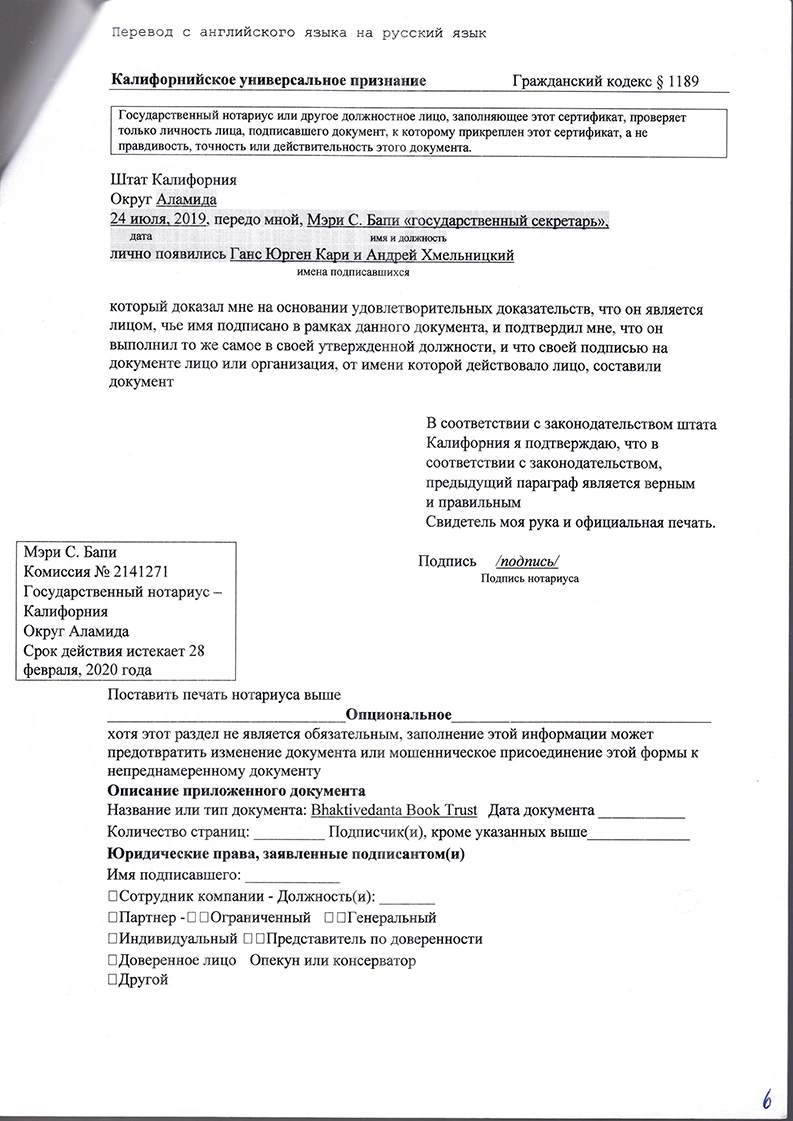 Перевод с английского языка на русский язык
Калифорнийское универсальное признание Гражданский кодекс § 1189
Государственный нотариус или другое должностное лицо, заполняющее этот сертификат, проверяет
только личность лица, подписавшего документ, к которому прикреплен этот сертификат, а не
правдивость, точность или действительность этого документа.
Штат Калифорния
Округ Аламида
24 июля, 2019, передо мной, Мэри С. Бапи «государственный секретарь»,
дата имя и должность
лично появились Ганс Юрген Кари и Андрей Хмельницкий
имена подписавшихся
который доказал мне на основании удовлетворительных доказательств, что он является
лицом, чье имя подписано в рамках данного документа, и подтвердил мне, что он
выполнил то же самое в своей утвержденной должности, и что своей подписью на
документе лицо или организация, от имени которой действовало лицо, составили
документ
В соответствии с законодательством штата
Калифорния я подтверждаю, что в
соответствии с законодательством,
предыдущий параграф является верным
и правильным
Свидетель моя рука и официальная печать.
Мэри С. Бапи
Комиссия № 2141271
Государственный нотариус –
Калифорния
Округ Аламида
Срок действия истекает 28
февраля, 2020 года
Подпись /подпись/
Подпись нотариуса
Поставить печать нотариуса выше
_______________Опциональное_______________
хотя этот раздел не является обязательным, заполнение этой информации может
предотвратить изменение документа или мошенническое присоединение этой формы к
непреднамеренному документу
Описание приложенного документа
Название или тип документа: Bhaktivedanta Book Trust Дата документа ___________
Количество страниц: _________ Подписчик(и), кроме указанных выше_____________
Юридические права, заявленные подписантом(и)
Имя подписавшего: ____________
□Сотрудник компании - Должность(и): _______
□Партнер -□□Ограниченный □□Генеральный
□Индивидуальный □□Представитель по доверенности
□Доверенное лицо Опекун или консерватор
□Другой
6